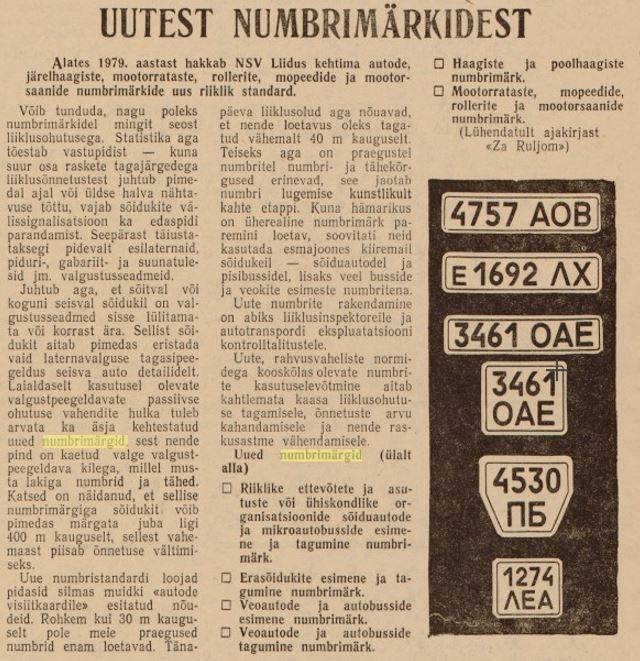 UUTEST NUMBRIMÄRKIDEST
Alates 1979. aastast hakkab NSV Liidus kehtima autode,
järelhaagiste, mootorrataste, rollerite, mopeedide ja mootor-
saanide numbrimärkide uus riiklik standard.
Võib tunduda, nagu poleks
numbrimärkidel mingit seost
liiklusohutusega. Statistika aga
tõestab vastupidist — kuna
suur osa raskete tagajärgedega
liiklusõnnetustest juhtub pime-
dal ajal või üldse halva nähta-
vuse tõttu, vajab sõidukite vä-
lissignalisatsioon ka edaspidi
parandamist. Seepärast täiusta-
taksegi pidevalt esilaternaid,
piduri-, gabariit- ja suunatule-
sid jm. valgustusseadmeid.
Juhtub aga, et sõitval või
koguni seisval sõidukil on val-
gustusseadmed sisse lülitama-
ta või korrast ära. Sellist sõi-
dukit aitab pimedas eristada
vaid laternavalguse tagasipee-
geldus seisva auto detailidelt.
Laialdaselt kasutusel olevate
valgustpeegeldavate passiivse
ohutuse vahendite hulka tuleb
arvata ka äsja kehtestatud
uued numbrimärgid, sest nende
pind on kaetud valge valgust-
peegeldava kilega, millel mus-
ta lakiga numbrid ja tähed.
Katsed on näidanud, et sellise
numbrimärgiga sõidukit võib
pimedas märgata juba ligi
400 m kauguselt, sellest vahe-
maast piisab õnnetuse vältimi-
seks.
Uue numbristandardi loojad
pidasid silmas muidki «autode
visiitkaardile» esitatud nõu-
deid. Rohkem kui 30 m kaugu-
selt pole meie praegused
numbrid enam loetavad. Täna-
päeva liiklusolud aga nõuavad,
et nende loetavus oleks taga-
tud vähemalt 40 m kauguselt.
Teiseks aga on praegustel
numbritel numbri- ja tähekõr-
gused erinevad, see jaotab
numbri lugemise kunstlikult
kahte etappi. Kuna hämarikus
on üherealine numbrimärk pa-
remini loetav, soovitati neid
kasutada esmajoones kiiremail
sõidukeil — sõiduautodel ja
pisibussidel, lisaks veel busside
ja veokite esimeste numbritena.
Uute numbrite rakendamine
on abiks liiklusinspektoreile ja
autotranspordi ekspluatatsiooni
kontrolltalitustele.
Uute, rahvusvaheliste normi-
dega kooskõlas olevate numbri-
te kasutuselevõtmine aitab
kahtlemata kaasa liiklusohutu-
se tagamisele, õnnetuste arvu
kahandamisele ja nende ras-
kusastme vähendamisele.
Uued numbrimärgid (ülalt
alla)
□ Riiklike ettevõtete ja asu-
tuste või ühiskondlike or-
ganisatsioonide sõiduautode
ja mikroautobusside esime-
ne ja tagumine numbri-
märk.
□ Erasõidukite esimene ja ta-
gumine numbrimärk.
□ Veoautode ja autobusside
esimene numbrimärk.
□ Veoautode ja autobusside
tagumine numbrimärk.
□ Haagiste ja poolhaagiste
numbrimärk.
□ Mootorrataste, mopeedide,
rollerite ja mootorsaanide
numbrimärk.
(Lühendatult ajakirjast
«Za Ruljom»)
4757 АОВ
Е 1692 ЛХ
3461 ОАЕ
3461
ОАЕ
4530
ПБ
1274
ЛЕА